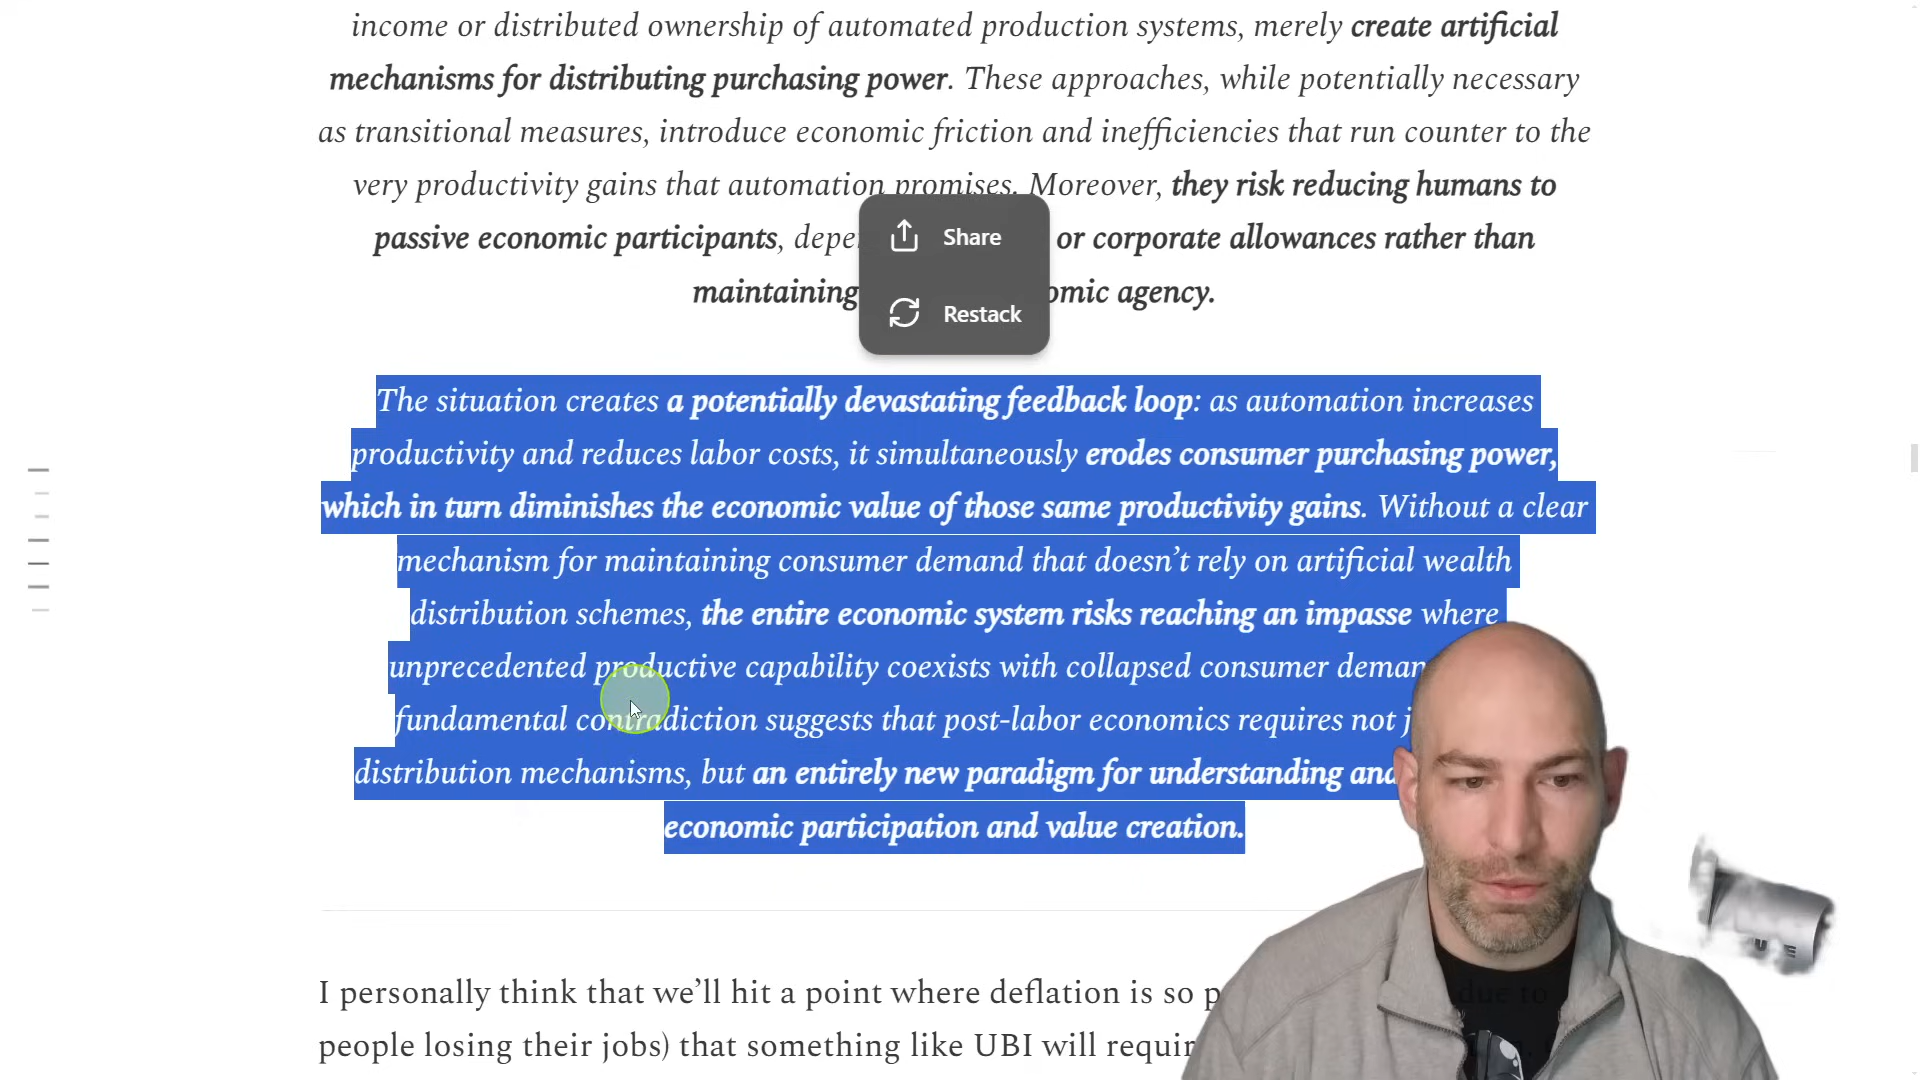 income or distributed ownership of automated production systems, merely create artificial
mechanisms for distributing purchasing power. These approaches, while potentially necessary
as transitional measures, introduce economic friction and inefficiencies that run counter to the
very productivity gains that automation promises. Moreover, they risk reducing humans to
passive economic participants, or corporate allowances rather than
maintaining agency.
Share
Restack
The situation creates a potentially devastating feedback loop: as automation increases
productivity and reduces labor costs, it simultaneously erodes consumer purchasing power,
which in turn diminishes the economic value of those same productivity gains. Without a clear
mechanism for maintaining consumer demand that doesn’t rely on artificial wealth
distribution schemes, the entire economic system risks reaching an impasse where
unprecedented productive capability coexists with collapsed consumer
fundamental contradiction suggests that post-labor economics requires not
distribution mechanisms, but an entirely new paradigm for understanding and
economic participation and value creation.
I personally think that we’ll hit a point where deflation is so due to
people losing their jobs) that something like UBI will